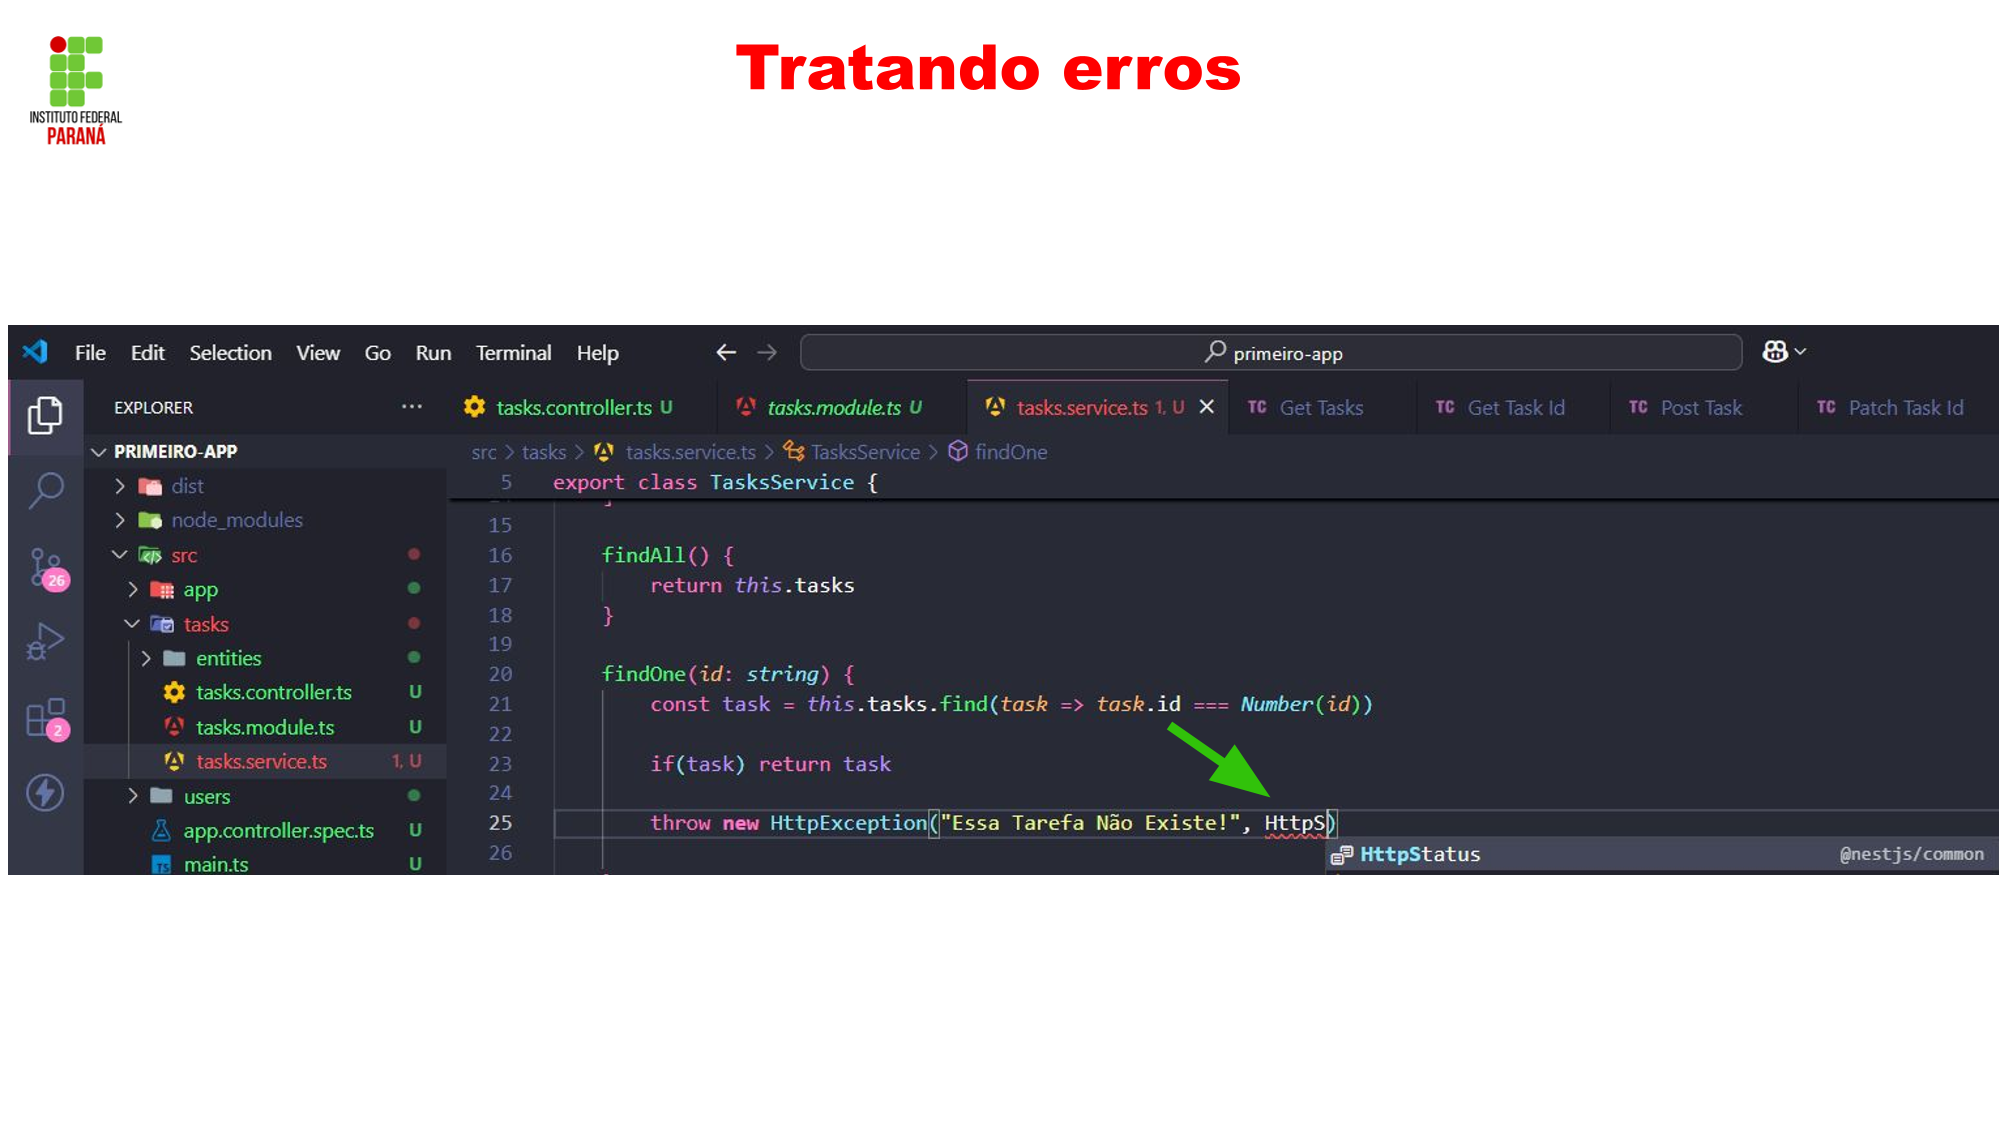 INSTITUTO FEDERAL
PARANÁ
Tratando erros
File Edit Selection View Go Run Terminal Help
primeiro-app
EXPLORER
PRIMEIRO-APP
dist
node_modules
src
app
tasks
entities
tasks.controller.ts U
tasks.module.ts U
tasks.service.ts 1, U
users
app.controller.spec.ts U
main.ts U
26
2
tasks.controller.ts U
tasks.module.ts U
tasks.service.ts 1, U
TC Get Tasks
TC Get Task Id
TC Post Task
TC Patch Task Id
src > tasks > tasks.service.ts > TasksService > findOne
5 export class TasksService {
15
16 findAll() {
17 return this.tasks
18 }
19
20 findOne(id: string) {
21 const task = this.tasks.find(task => task.id === Number(id))
22
23 if(task) return task
24
25 throw new HttpException("Essa Tarefa Não Existe!", HttpS)
26
HttpStatus @nestjs/common